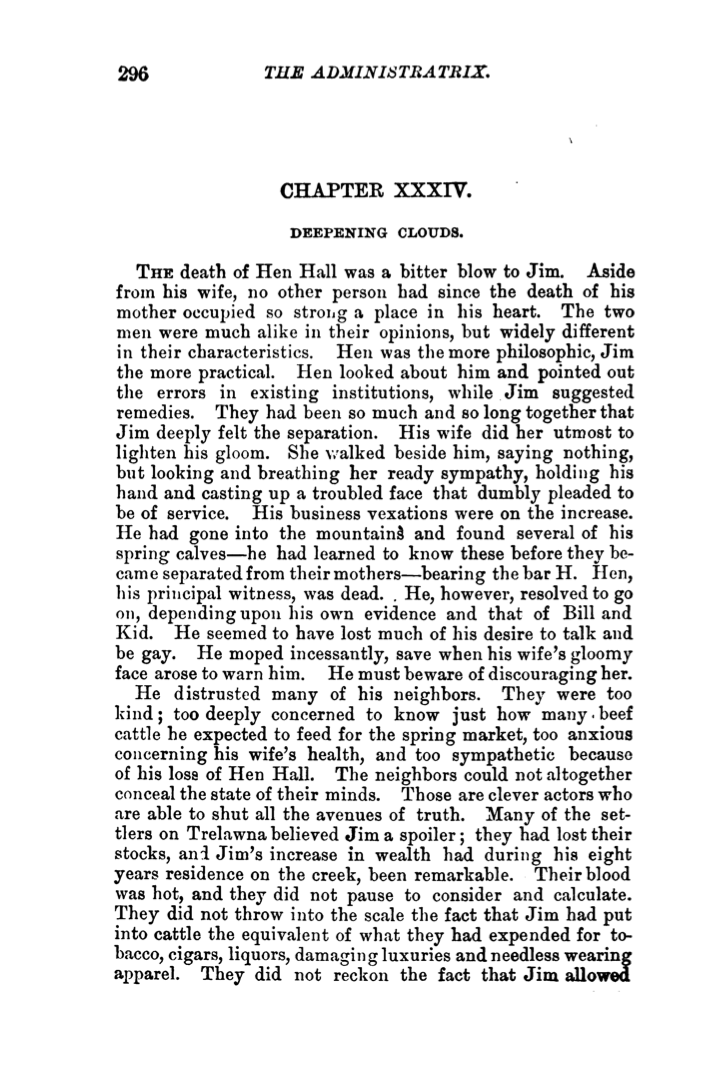 296 THE ADMINISTRATRIX.
CHAPTER XXXIV.
DEEPENING CLOUDS.
THE death of Hen Hall was a bitter blow to Jim. Aside
from his wife, no other person had since the death of his
mother occupied so strong a place in his heart. The two
men were much alike in their opinions, but widely different
in their characteristics. Hen was the more philosophic, Jim
the more practical. Hen looked about him and pointed out
the errors in existing institutions, while Jim suggested
remedies. They had been so much and so long together that
Jim deeply felt the separation. His wife did her utmost to
lighten his gloom. She walked beside him, saying nothing,
but looking and breathing her ready sympathy, holding his
hand and casting up a troubled face that dumbly pleaded to
be of service. His business vexations were on the increase.
He had gone into the mountains and found several of his
spring calves—he had learned to know these before they be-
came separated from their mothers—bearing the bar H. Hen,
his principal witness, was dead. He, however, resolved to go
on, depending upon his own evidence and that of Bill and
Kid. He seemed to have lost much of his desire to talk and
be gay. He moped incessantly, save when his wife's gloomy
face arose to warn him. He must beware of discouraging her.
He distrusted many of his neighbors. They were too
kind; too deeply concerned to know just how many beef
cattle he expected to feed for the spring market, too anxious
concerning his wife's health, and too sympathetic because
of his loss of Hen Hall. The neighbors could not altogether
conceal the state of their minds. Those are clever actors who
are able to shut all the avenues of truth. Many of the set-
tlers on Trelawna believed Jim a spoiler; they had lost their
stocks, and Jim's increase in wealth had during his eight
years residence on the creek, been remarkable. Their blood
was hot, and they did not pause to consider and calculate.
They did not throw into the scale the fact that Jim had put
into cattle the equivalent of what they had expended for to-
bacco, cigars, liquors, damaging luxuries and needless wearing
apparel. They did not reckon the fact that Jim allowed